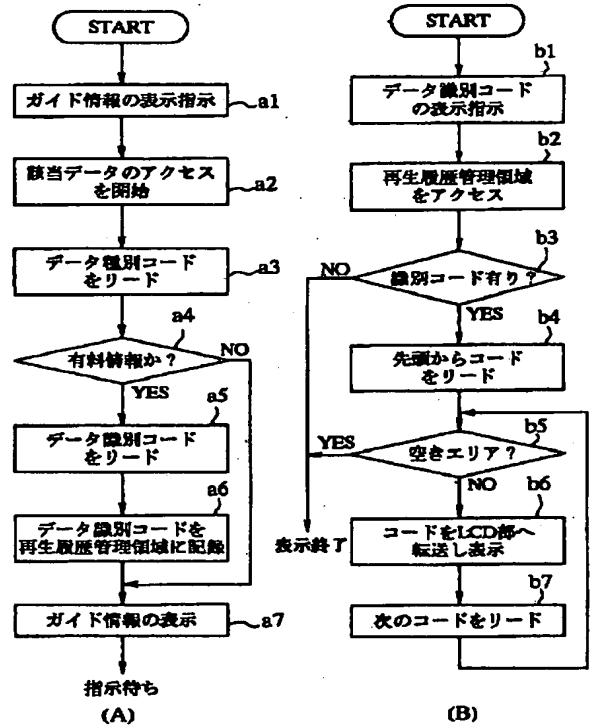 START
ガイド情報の表示指示
a1
該当データのアクセス
を開始
a2
データ種別コード
をリード
a3
a4
有料情報か？
NO
YES
a5
データ識別コード
をリード
a6
データ識別コードを
再生履歴管理領域に記録
ガイド情報の表示
a7
指示待ち
(A)
START
b1
データ識別コード
の表示指示
b2
再生履歴管理領域
をアクセス
b3
NO
識別コード有り？
YES
b4
先頭からコード
をリード
YES
b5
空きエリア？
NO
b6
表示終了
コードをLCD部へ
転送し表示
b7
次のコードをリード
(B)